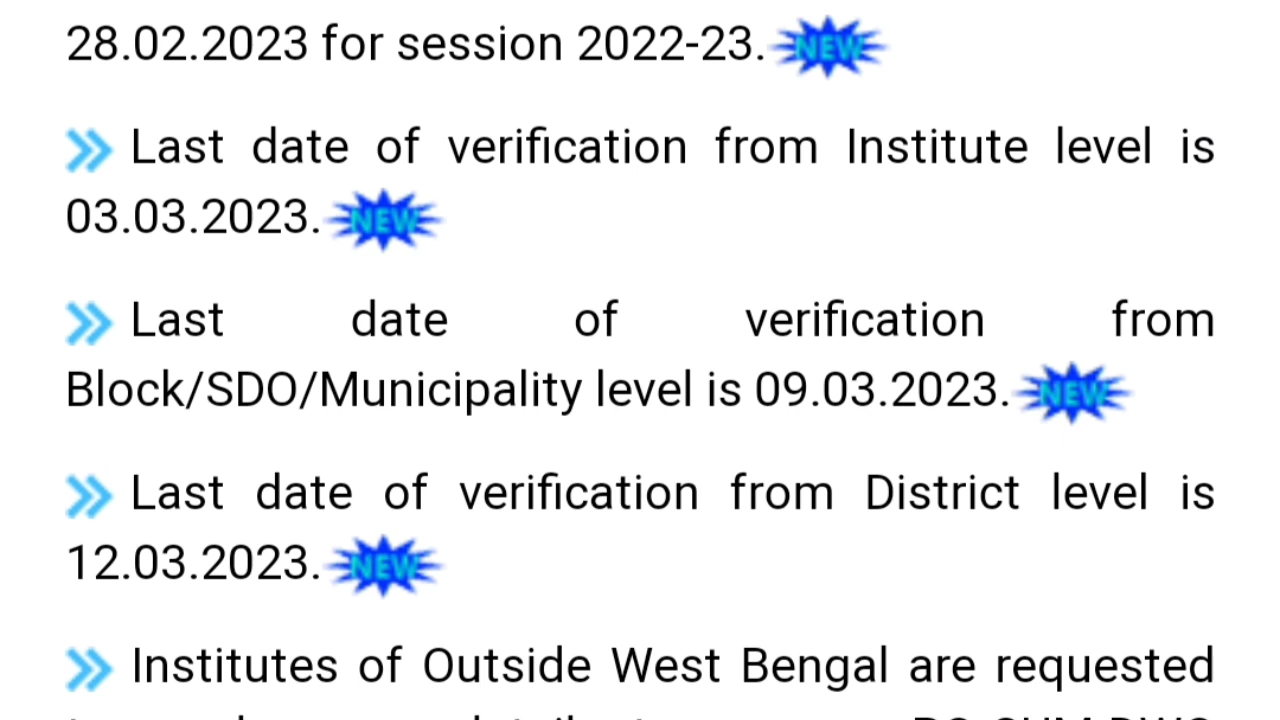 28.02.2023 for session 2022-23. NEW
Last date of verification from Institute level is
03.03.2023. NEW
Last date of verification from
Block/SDO/Municipality level is 09.03.2023. NEW
Last date of verification from District level is
12.03.2023. NEW
Institutes of Outside West Bengal are requested